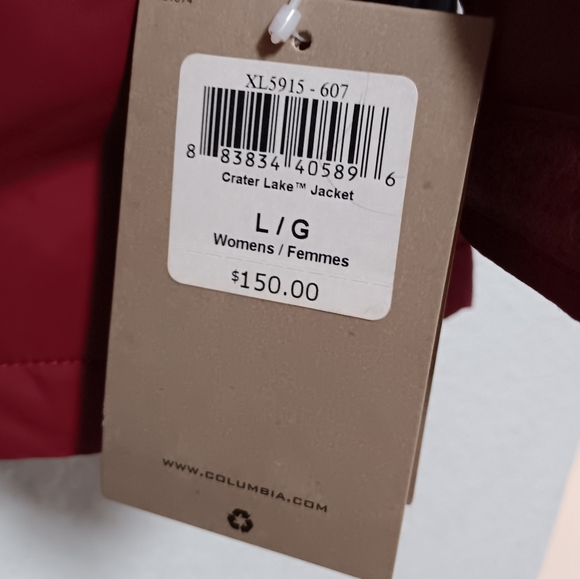 XL5915 - 607
8 83834 40589 6
Crater Lake™ Jacket
L / G
Womens / Femmes
$150.00
WWW.COLUMBIA.COM